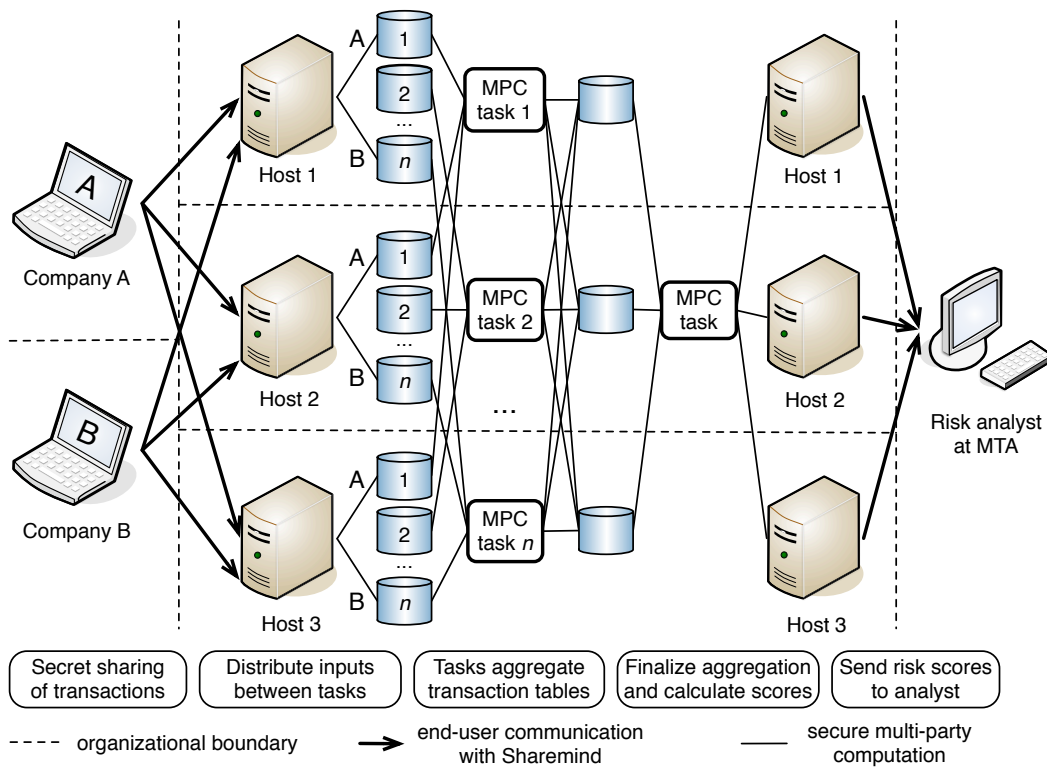 A
1
2
...
B
n
Host 1
MPC
task 1
Host 1
A
Company A
A
1
2
...
B
n
Host 2
MPC
task 2
...
MPC
task
Host 2
Risk analyst
at MTA
B
Company B
A
1
2
...
B
n
Host 3
MPC
task n
Host 3
Secret sharing
of transactions
Distribute inputs
between tasks
Tasks aggregate
transaction tables
Finalize aggregation
and calculate scores
Send risk scores
to analyst
organizational boundary
end-user communication
with Sharemind
secure multi-party
computation